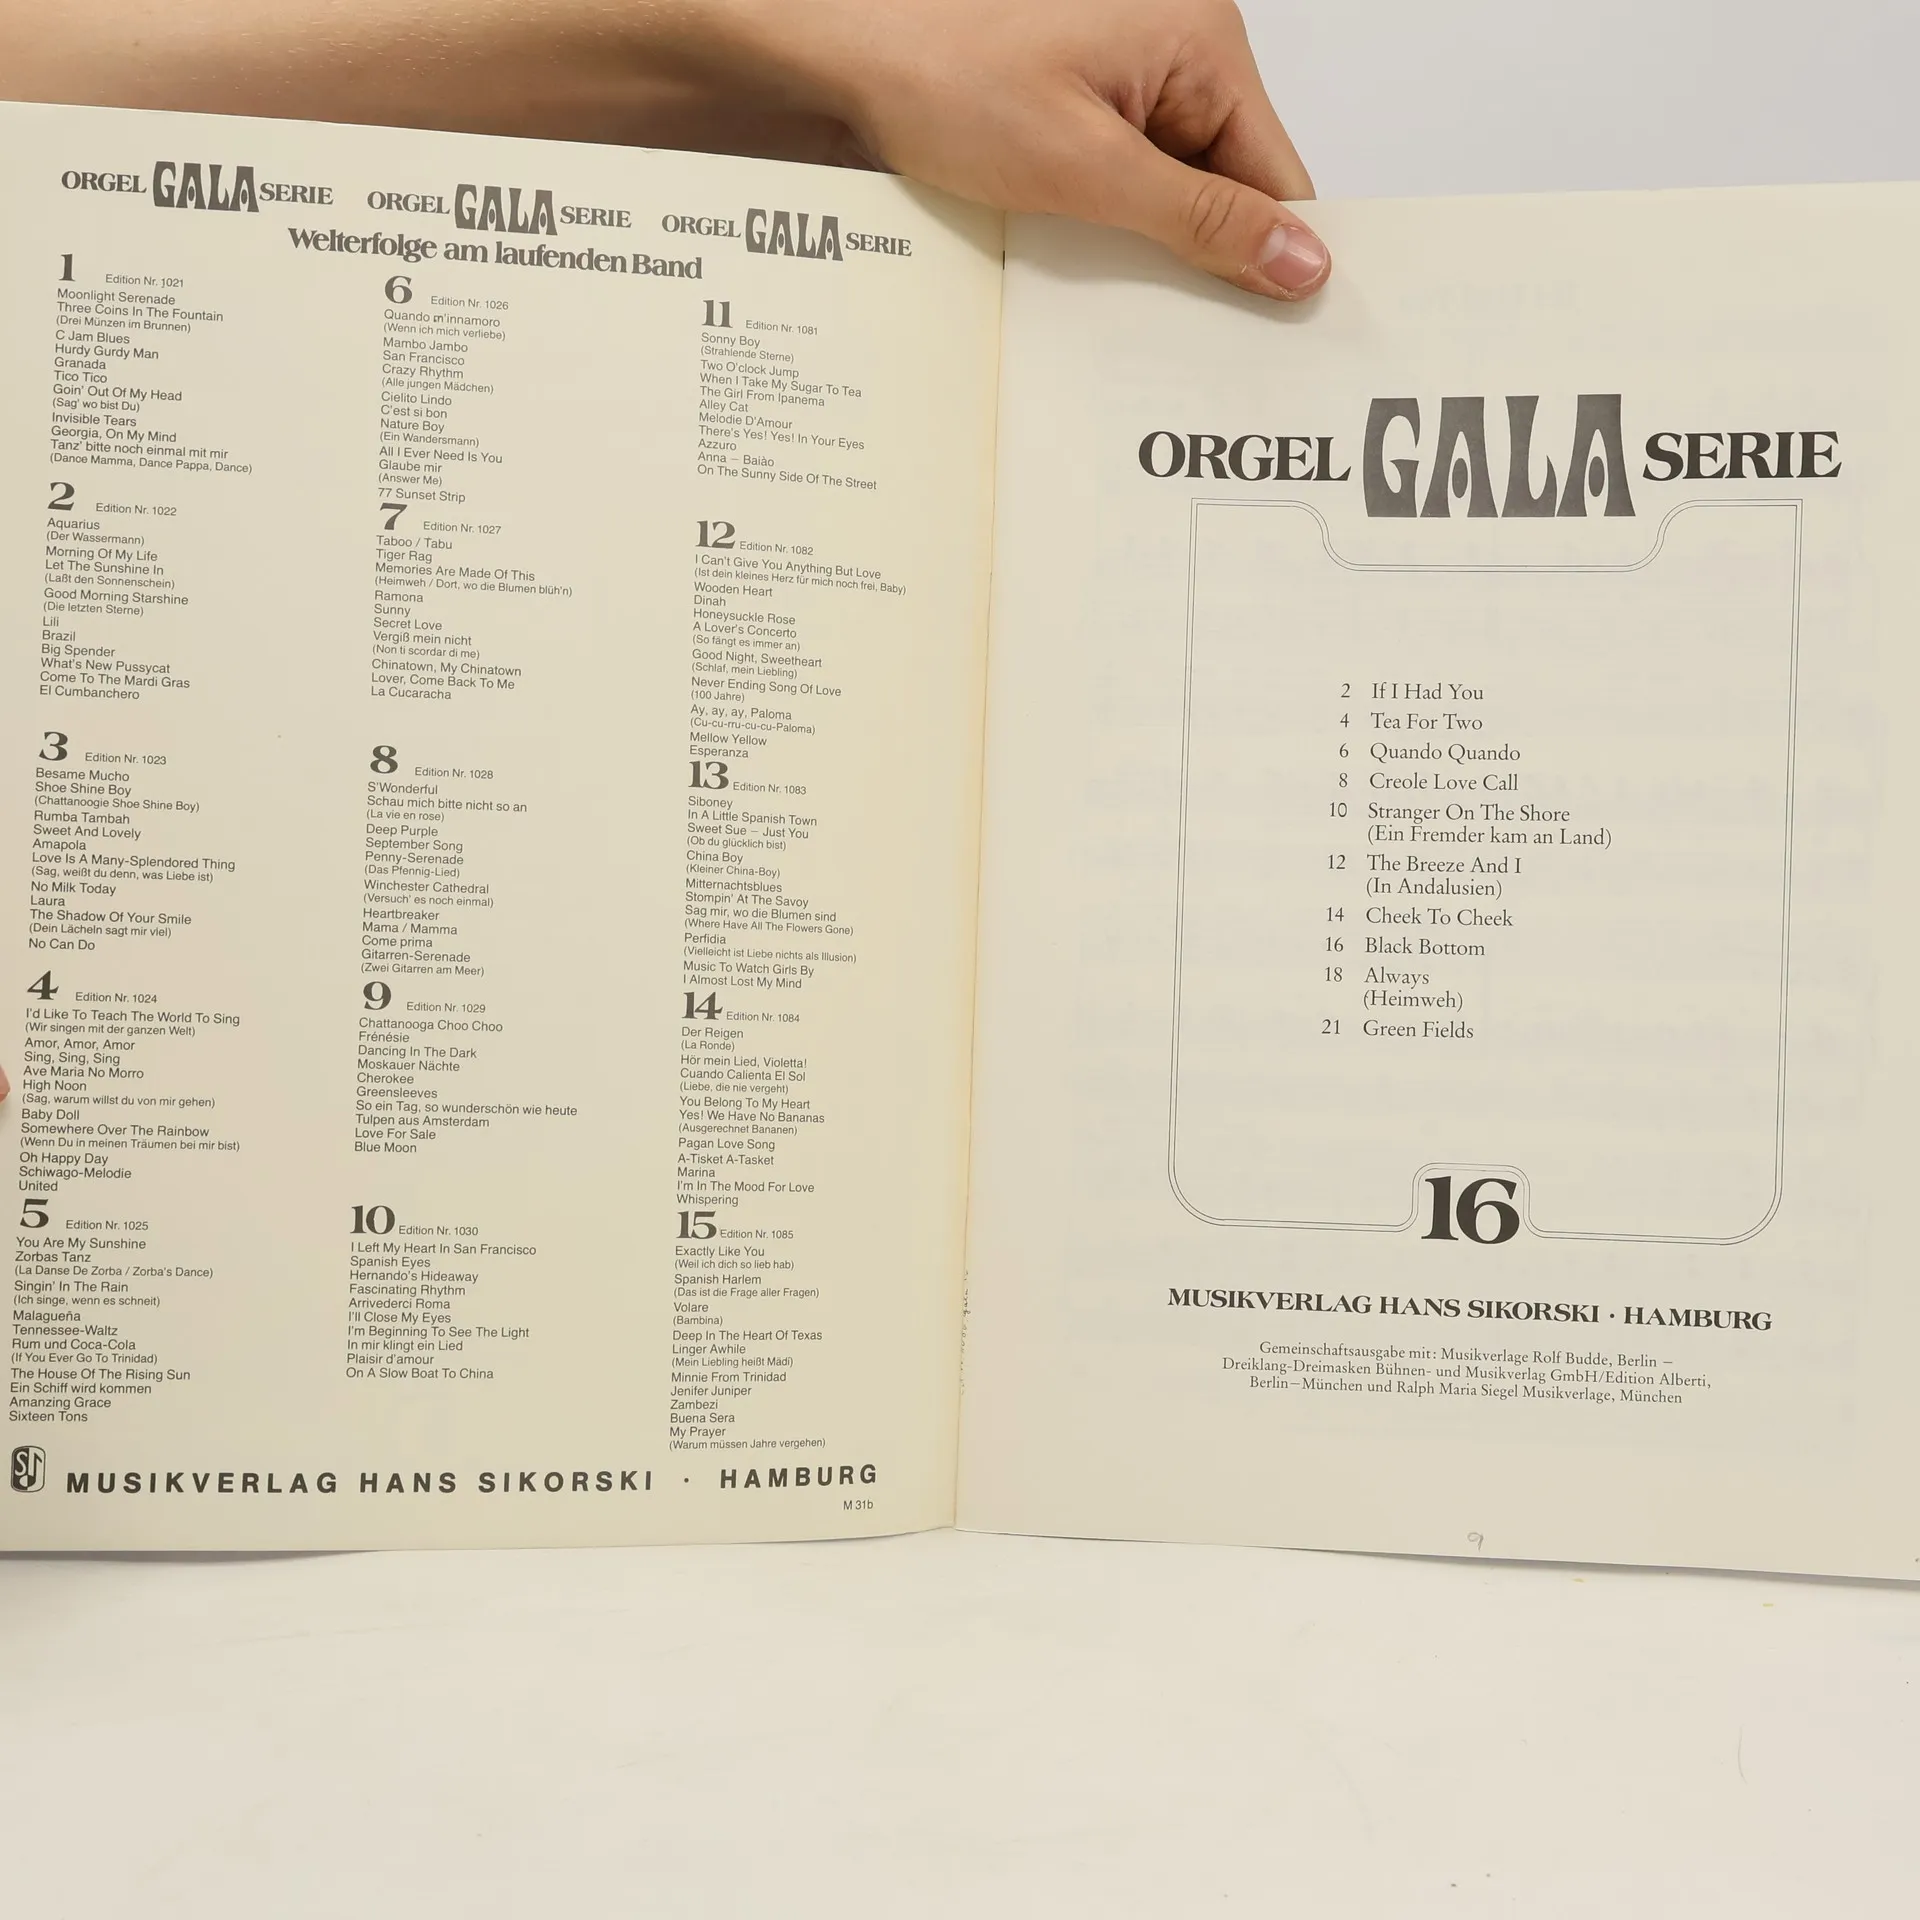 ORGEL GALA SERIE ORGEL GALA SERIE ORGEL GALA SERIE
Welterfolge am laufenden Band
1 Edition Nr. 1021
Moonlight Serenade
Three Coins In The Fountain
(Drei Münzen im Brunnen)
C Jam Blues
Hurdy Gurdy Man
Granada
Tico Tico
Goin' Out Of My Head
(Sag' wo bist Du)
Invisible Tears
Georgia, On My Mind
Tanz' bitte noch einmal mit mir
(Dance Mamma, Dance Pappa, Dance)
2 Edition Nr. 1022
Aquarius
(Der Wassermann)
Morning Of My Life
Let The Sunshine In
(Laßt den Sonnenschein)
Good Morning Starshine
(Die letzten Sterne)
Lili
Brazil
Big Spender
What's New Pussycat
Come To The Mardi Gras
El Cumbanchero
3 Edition Nr. 1023
Besame Mucho
Shoe Shine Boy
(Chattanoogie Shoe Shine Boy)
Rumba Tambah
Sweet And Lovely
Amapola
Love Is A Many-Splendored Thing
(Sag, weißt du denn, was Liebe ist)
No Milk Today
Laura
The Shadow Of Your Smile
(Dein Lächeln sagt mir viel)
No Can Do
4 Edition Nr. 1024
I'd Like To Teach The World To Sing
(Wir singen mit der ganzen Welt)
Amor, Amor, Amor
Sing, Sing, Sing
Ave Maria No Morro
High Noon
(Sag, warum willst du von mir gehen)
Baby Doll
Somewhere Over The Rainbow
(Wenn Du in meinen Träumen bei mir bist)
Oh Happy Day
Schiwago-Melodie
United
5 Edition Nr. 1025
You Are My Sunshine
Zorbas Tanz
(La Danse De Zorba / Zorba's Dance)
Singin' In The Rain
(Ich singe, wenn es schneit)
Malagueña
Tennessee-Waltz
Rum und Coca-Cola
(If You Ever Go To Trinidad)
The House Of The Rising Sun
Ein Schiff wird kommen
Amanzing Grace
Sixteen Tons
6 Edition Nr. 1026
Quando m'innamoro
(Wenn ich mich verliebe)
Mambo Jambo
San Francisco
Crazy Rhythm
(Alle jungen Mädchen)
Cielito Lindo
C'est si bon
Nature Boy
(Ein Wandersmann)
All I Ever Need Is You
Glaube mir
(Answer Me)
77 Sunset Strip
7 Edition Nr. 1027
Taboo / Tabu
Tiger Rag
Memories Are Made Of This
(Heimweh / Dort, wo die Blumen blüh'n)
Ramona
Sunny
Secret Love
Vergiß mein nicht
(Non ti scordar di me)
Chinatown, My Chinatown
Lover, Come Back To Me
La Cucaracha
8 Edition Nr. 1028
S'Wonderful
Schau mich bitte nicht so an
(La vie en rose)
Deep Purple
September Song
Penny-Serenade
(Das Pfennig-Lied)
Winchester Cathedral
(Versuch' es noch einmal)
Heartbreaker
Mama / Mamma
Come prima
Gitarren-Serenade
(Zwei Gitarren am Meer)
9 Edition Nr. 1029
Chattanooga Choo Choo
Frénésie
Dancing In The Dark
Moskauer Nächte
Cherokee
Greensleeves
So ein Tag, so wunderschön wie heute
Tulpen aus Amsterdam
Love For Sale
Blue Moon
10 Edition Nr. 1030
I Left My Heart In San Francisco
Spanish Eyes
Hernando's Hideaway
Fascinating Rhythm
Arrivederci Roma
I'll Close My Eyes
I'm Beginning To See The Light
In mir klingt ein Lied
Plaisir d'amour
On A Slow Boat To China
11 Edition Nr. 1081
Sonny Boy
(Strahlende Sterne)
Two O'clock Jump
When I Take My Sugar To Tea
The Girl From Ipanema
Alley Cat
Melodie D'Amour
There's Yes! Yes! In Your Eyes
Azzuro
Anna – Baiào
On The Sunny Side Of The Street
12 Edition Nr. 1082
I Can't Give You Anything But Love
(Ist dein kleines Herz für mich noch frei, Baby)
Wooden Heart
Dinah
Honeysuckle Rose
A Lover's Concerto
(So fängt es immer an)
Good Night, Sweetheart
(Schlaf, mein Liebling)
Never Ending Song Of Love
(100 Jahre)
Ay, ay, ay, Paloma
(Cu-cu-rru-cu-cu-Paloma)
Mellow Yellow
Esperanza
13 Edition Nr. 1083
Siboney
In A Little Spanish Town
Sweet Sue – Just You
(Ob du glücklich bist)
China Boy
(Kleiner China-Boy)
Mitternachtsblues
Stompin' At The Savoy
Sag mir, wo die Blumen sind
(Where Have All The Flowers Gone)
Perfidia
(Vielleicht ist Liebe nichts als Illusion)
Music To Watch Girls By
I Almost Lost My Mind
14 Edition Nr. 1084
Der Reigen
(La Ronde)
Hör mein Lied, Violetta!
Cuando Calienta El Sol
(Liebe, die nie vergeht)
You Belong To My Heart
Yes! We Have No Bananas
(Ausgerechnet Bananen)
Pagan Love Song
A-Tisket A-Tasket
Marina
I'm In The Mood For Love
Whispering
15 Edition Nr. 1085
Exactly Like You
(Weil ich dich so lieb hab)
Spanish Harlem
(Das ist die Frage aller Fragen)
Volare
(Bambina)
Deep In The Heart Of Texas
Linger Awhile
(Mein Liebling heißt Mädi)
Minnie From Trinidad
Jenifer Juniper
Zambezi
Buena Sera
My Prayer
(Warum müssen Jahre vergehen)
MUSIKVERLAG HANS SIKORSKI · HAMBURG
M 31b
ORGEL GALA SERIE
2 If I Had You
4 Tea For Two
6 Quando Quando
8 Creole Love Call
10 Stranger On The Shore
(Ein Fremder kam an Land)
12 The Breeze And I
(In Andalusien)
14 Cheek To Cheek
16 Black Bottom
18 Always
(Heimweh)
21 Green Fields
16
MUSIKVERLAG HANS SIKORSKI · HAMBURG
Gemeinschaftsausgabe mit: Musikverlage Rolf Budde, Berlin –
Dreiklang-Dreimasken Bühnen- und Musikverlag GmbH/Edition Alberti,
Berlin–München und Ralph Maria Siegel Musikverlage, München
9